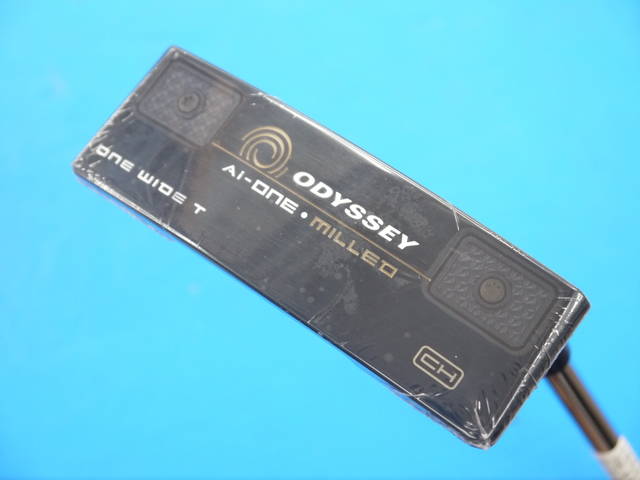 ODYSSEY
AI-ONE • MILLED
ONE WIDE T
CH